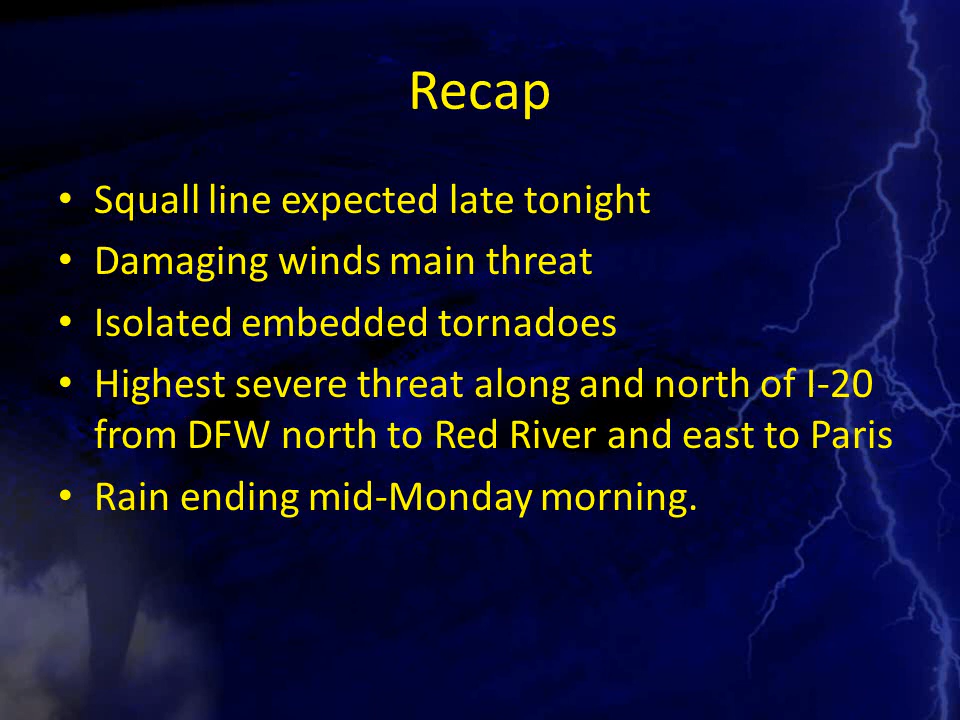 Recap
• Squall line expected late tonight
• Damaging winds main threat
• Isolated embedded tornadoes
• Highest severe threat along and north of I-20
from DFW north to Red River and east to Paris
• Rain ending mid-Monday morning.